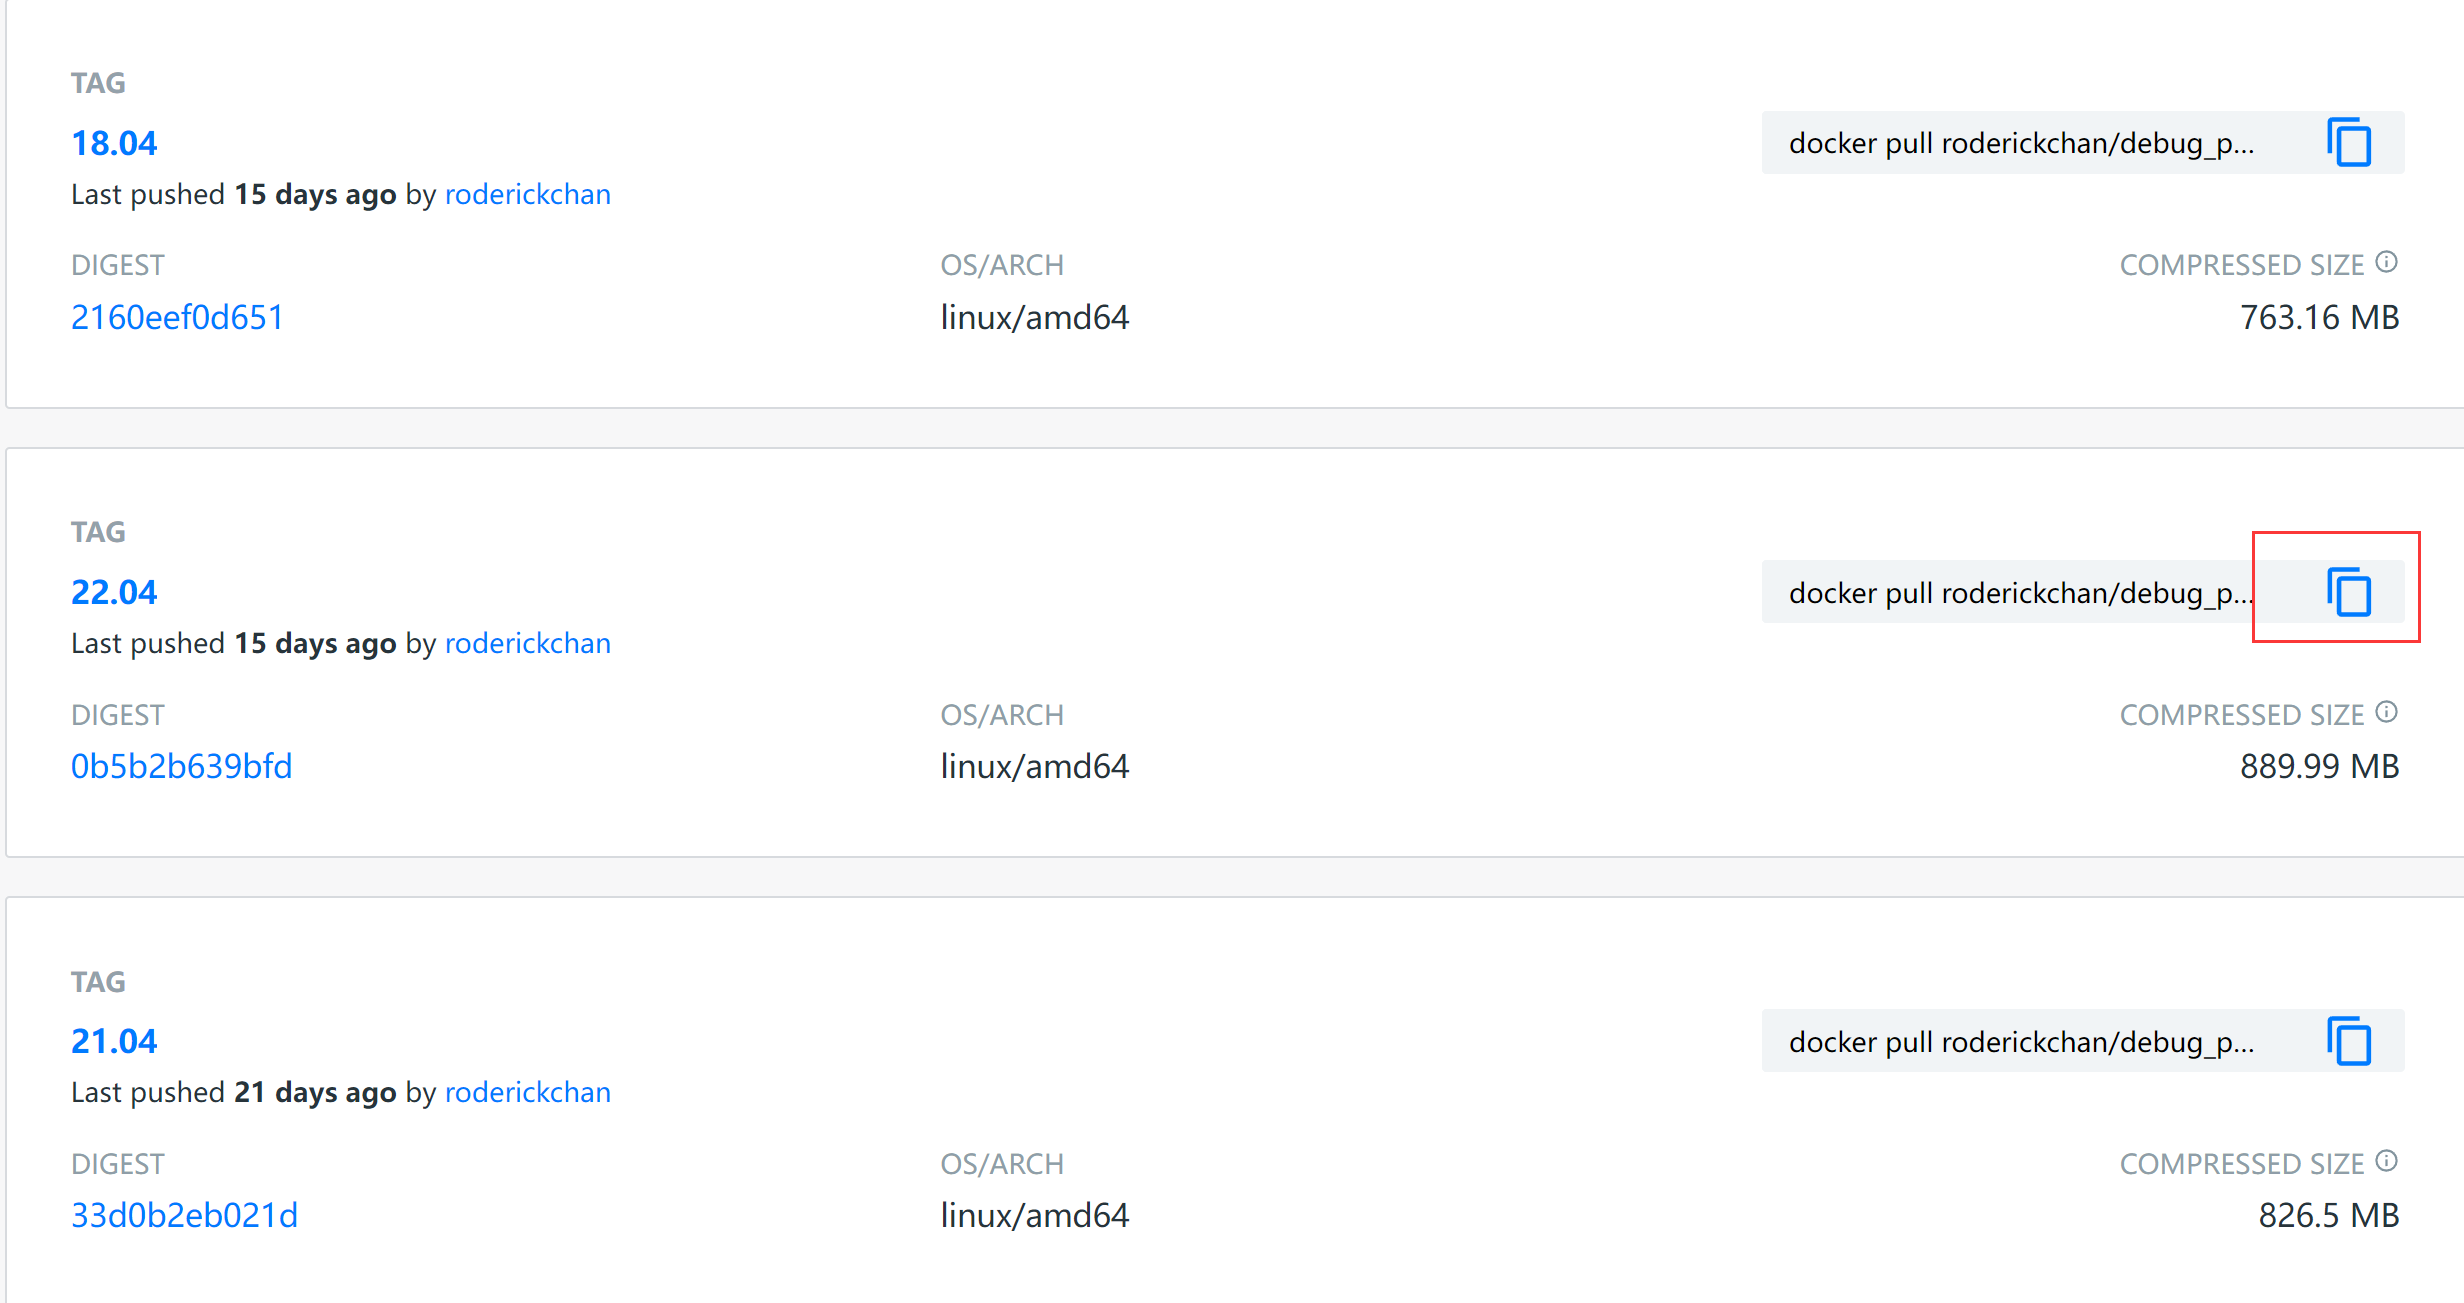 TAG
18.04
docker pull roderickchan/debug_p...
Last pushed 15 days ago by roderickchan
DIGEST
OS/ARCH
COMPRESSED SIZE
2160eef0d651
linux/amd64
763.16 MB
TAG
22.04
docker pull roderickchan/debug_p...
Last pushed 15 days ago by roderickchan
DIGEST
OS/ARCH
COMPRESSED SIZE
0b5b2b639bfd
linux/amd64
889.99 MB
TAG
21.04
docker pull roderickchan/debug_p...
Last pushed 21 days ago by roderickchan
DIGEST
OS/ARCH
COMPRESSED SIZE
33d0b2eb021d
linux/amd64
826.5 MB